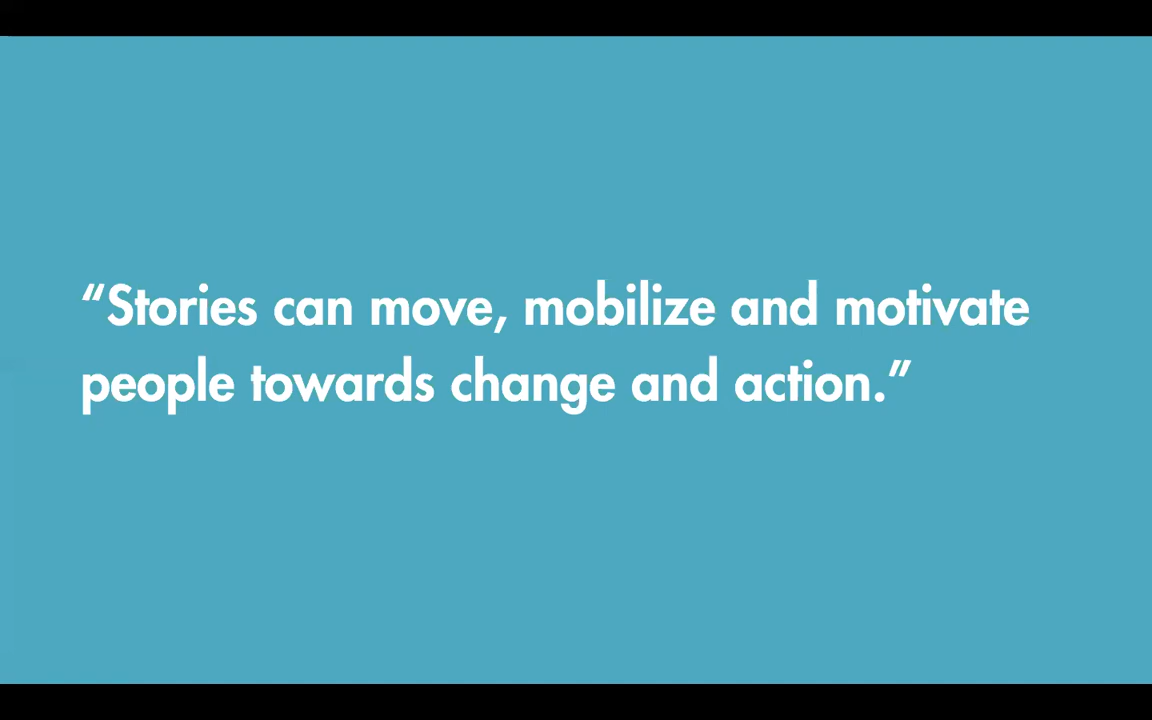 “Stories can move, mobilize and motivate
people towards change and action.”